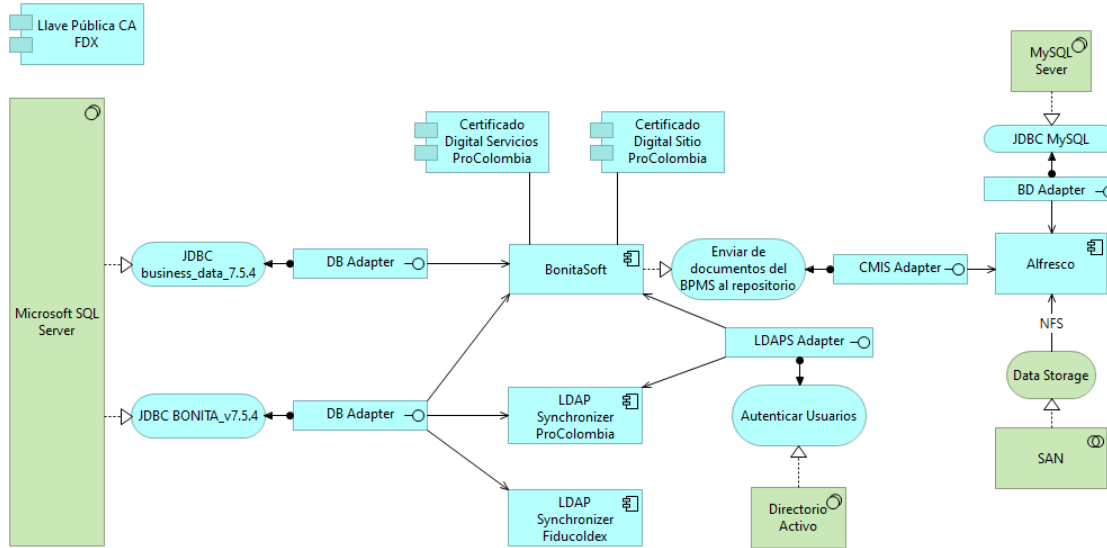 Llave Pública CA
FDX
MySQL
Sever
Certificado
Digital Servicios
ProColombia
Certificado
Digital Sitio
ProColombia
JDBC MySQL
BD Adapter
JDBC
business_data_7.5.4
DB Adapter
BonitaSoft
Enviar de
documentos del
BPMS al repositorio
CMIS Adapter
Alfresco
Microsoft SQL
Server
NFS
LDAPS Adapter
Data Storage
JDBC BONITA_v7.5.4
DB Adapter
LDAP
Synchronizer
ProColombia
Autenticar Usuarios
SAN
LDAP
Synchronizer
Fiducoldex
Directorio
Activo